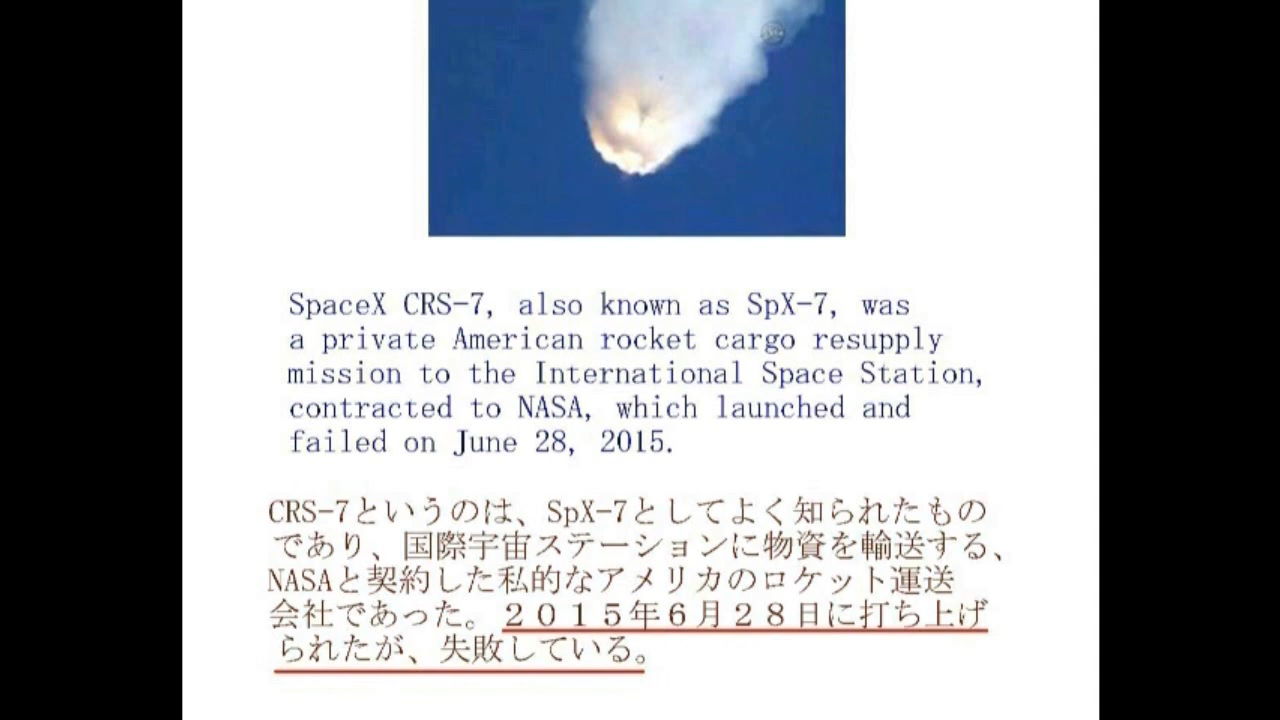 SpaceX CRS-7, also known as SpX-7, was
a private American rocket cargo resupply
mission to the International Space Station,
contracted to NASA, which launched and
failed on June 28, 2015.
CRS-7というのは、SpX-7としてよく知られたもの
であり、国際宇宙ステーションに物資を輸送する、
NASAと契約した私的なアメリカのロケット運送
会社であった。２０１５年６月２８日に打ち上げ
られたが、失敗している。